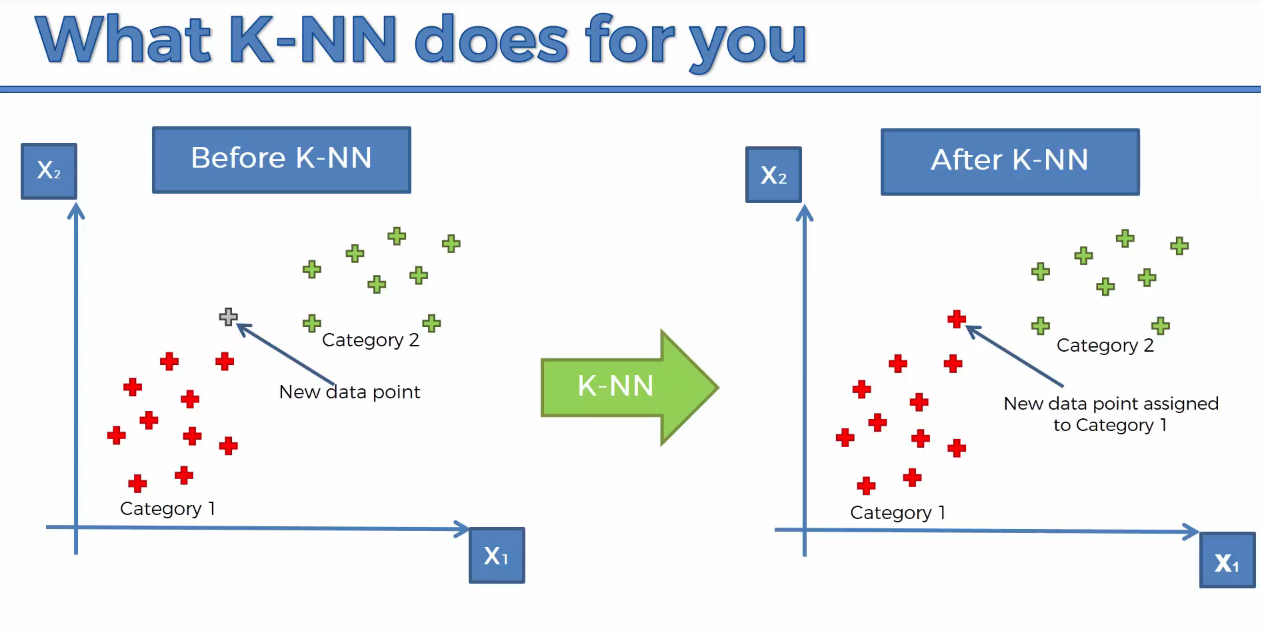 What K-NN does for you
Before K-NN
X₂
Category 2
New data point
Category 1
X₁
K-NN
After K-NN
X₂
Category 2
New data point assigned
to Category 1
Category 1
X₁